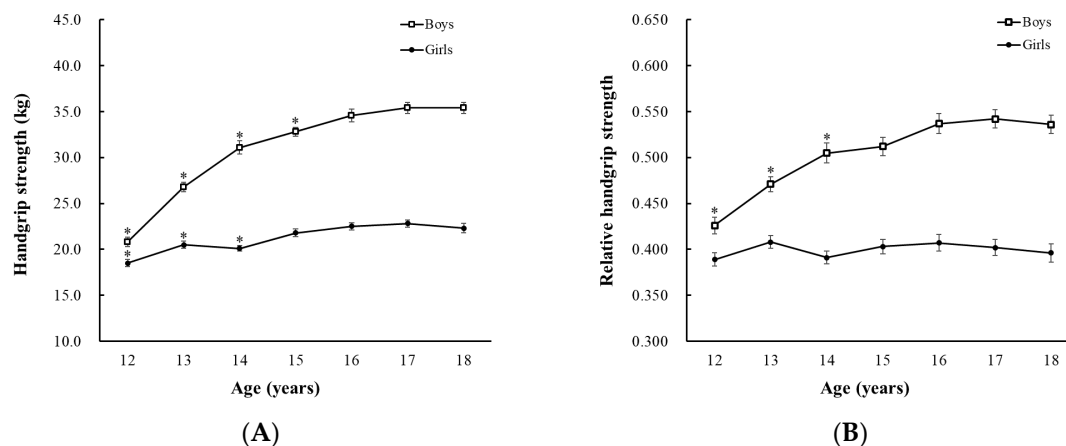 45.0
40.0
35.0
30.0
25.0
20.0
15.0
10.0
Handgrip strength (kg)
Boys
Girls
*
*
*
*
*
*
*
12 13 14 15 16 17 18
Age (years)
(A)
0.650
0.600
0.550
0.500
0.450
0.400
0.350
0.300
Relative handgrip strength
Boys
Girls
*
*
*
12 13 14 15 16 17 18
Age (years)
(B)